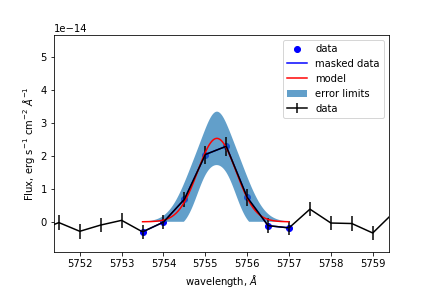 1e−14
data
masked data
model
error limits
data
5
4
3
2
1
0
Flux, erg s⁻¹ cm⁻² Å⁻¹
5752 5753 5754 5755 5756 5757 5758 5759
wavelength, Å